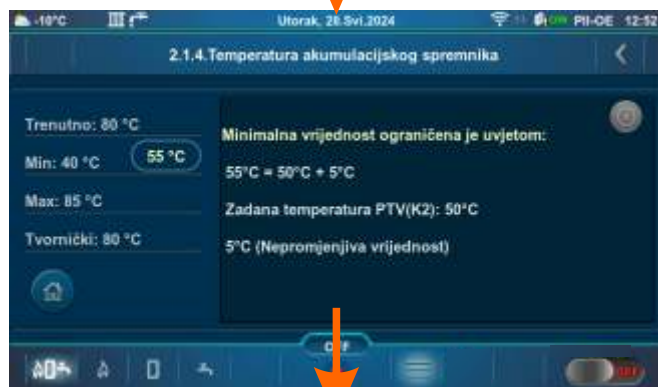 -10°C Utorak, 28.Svi.2024 PII-OE 12:52
2.1.4.Temperatura akumulacijskog spremnika
Trenutno: 80 °C
Min: 40 °C 55 °C
Max: 85 °C
Tvornički: 80 °C
Minimalna vrijednost ograničena je uvjetom:
55°C = 50°C + 5°C
Zadana temperatura PTV(K2): 50°C
5°C (Nepromjenjiva vrijednost)
OFF